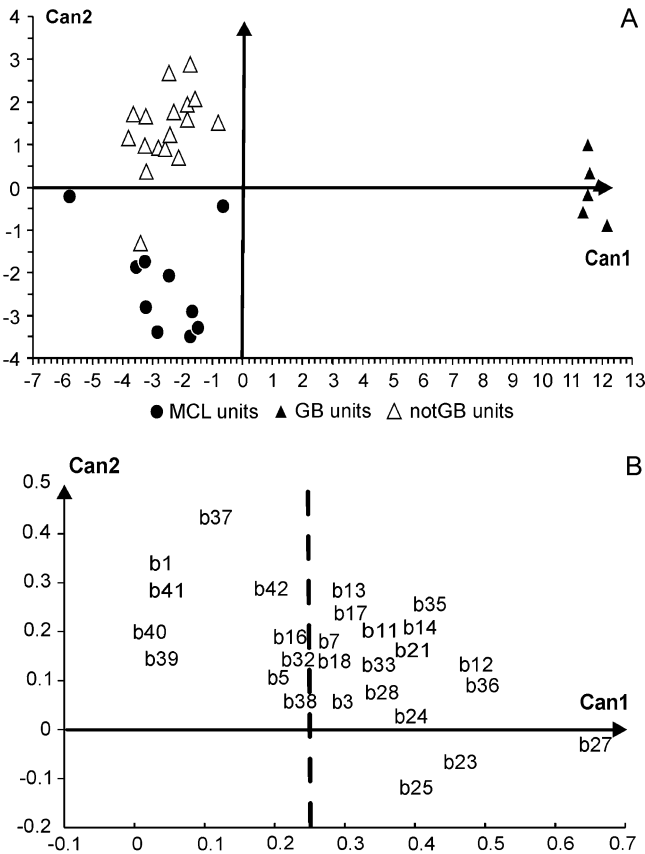 Can2 A
4
3
2
1
0
-1
-2
-3
-4
Can1
-7 -6 -5 -4 -3 -2 -1 0 1 2 3 4 5 6 7 8 9 10 11 12 13
MCL units GB units notGB units
Can2 B
0.5
0.4
0.3
0.2
0.1
0
-0.1
-0.2
b37
b1
b41 b42 b13
b35
b17
b40 b16 b7 b11 b14
b21
b39 b32 b18 b33 b12
b5 b36
b38 b3 b28
b24
Can1
b27
b23
b25
-0.1 0 0.1 0.2 0.3 0.4 0.5 0.6 0.7